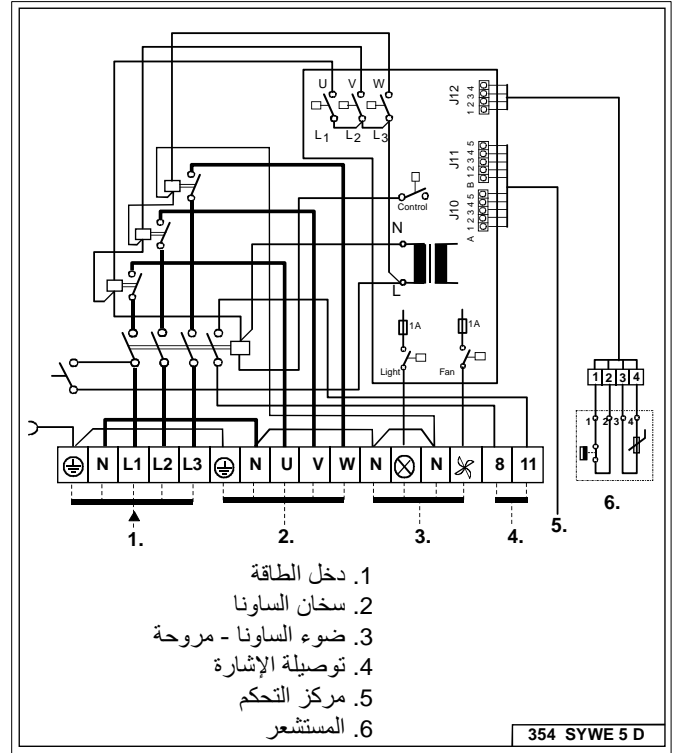 U V W
L1 L2 L3
J12
1 2 3 4
J11
B 1 2 3 4 5
J10
A 1 2 3 4 5
Control
N
L
1A 1A
Light Fan
1 2 3 4
1 2 3 4
6.
N L1 L2 L3 N U V W N N 8 11
1. 2. 3. 4. 5.
1. دخل الطاقة
2. سخان الساونا
3. ضوء الساونا - مروحة
4. توصيلة الإشارة
5. مركز التحكم
6. المستشعر
354 SYWE 5 D